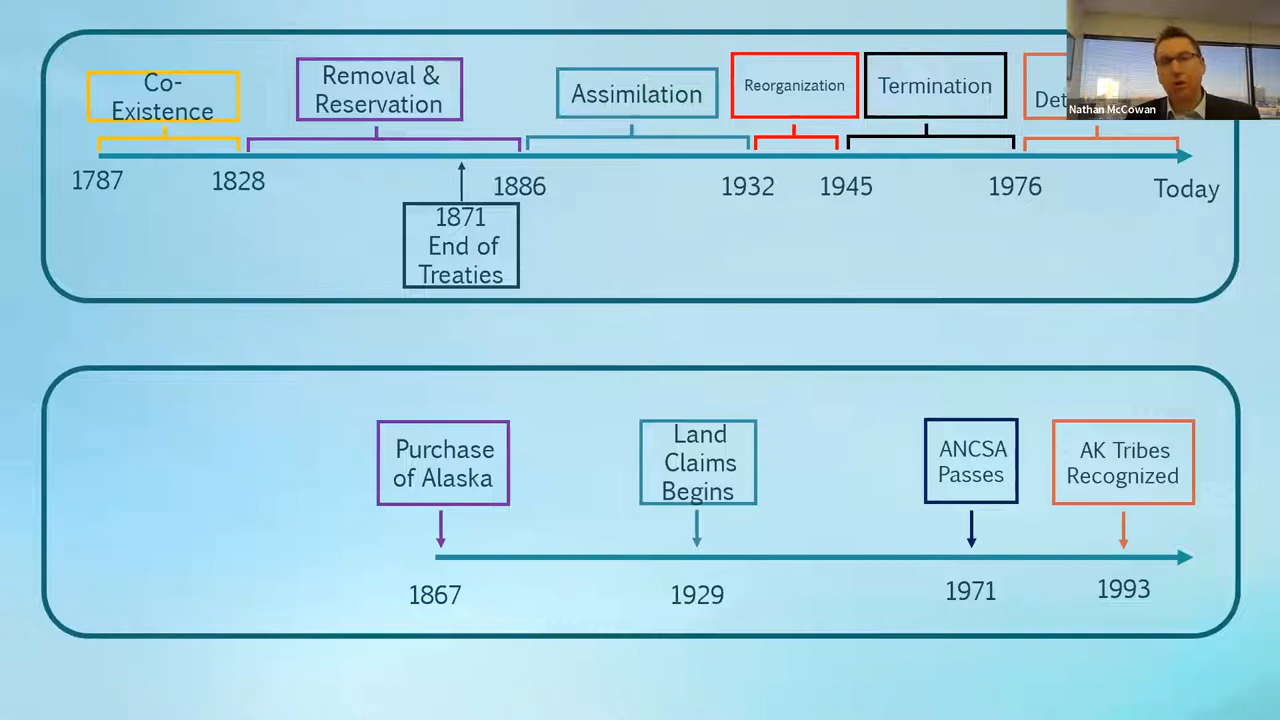 Co-
Existence
Removal &
Reservation
Assimilation
Reorganization
Termination
Nathan McCowan
1787
1828
1886
1932
1945
1976
Today
1871
End of
Treaties
Purchase
of Alaska
Land
Claims
Begins
ANCSA
Passes
AK Tribes
Recognized
1867
1929
1971
1993